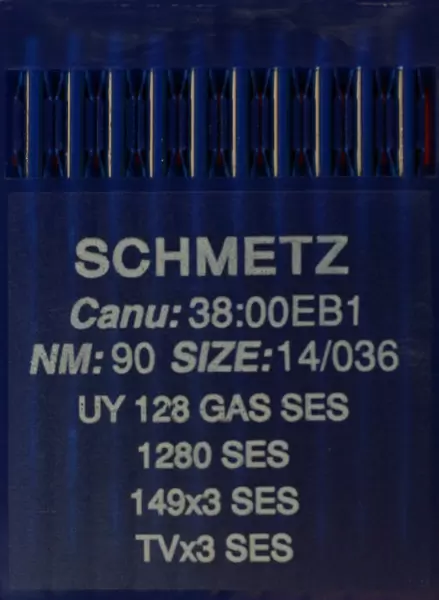 SCHMETZ
Canu: 38:00EB1
NM: 90 SIZE: 14/036
UY 128 GAS SES
1280 SES
149x3 SES
TVx3 SES